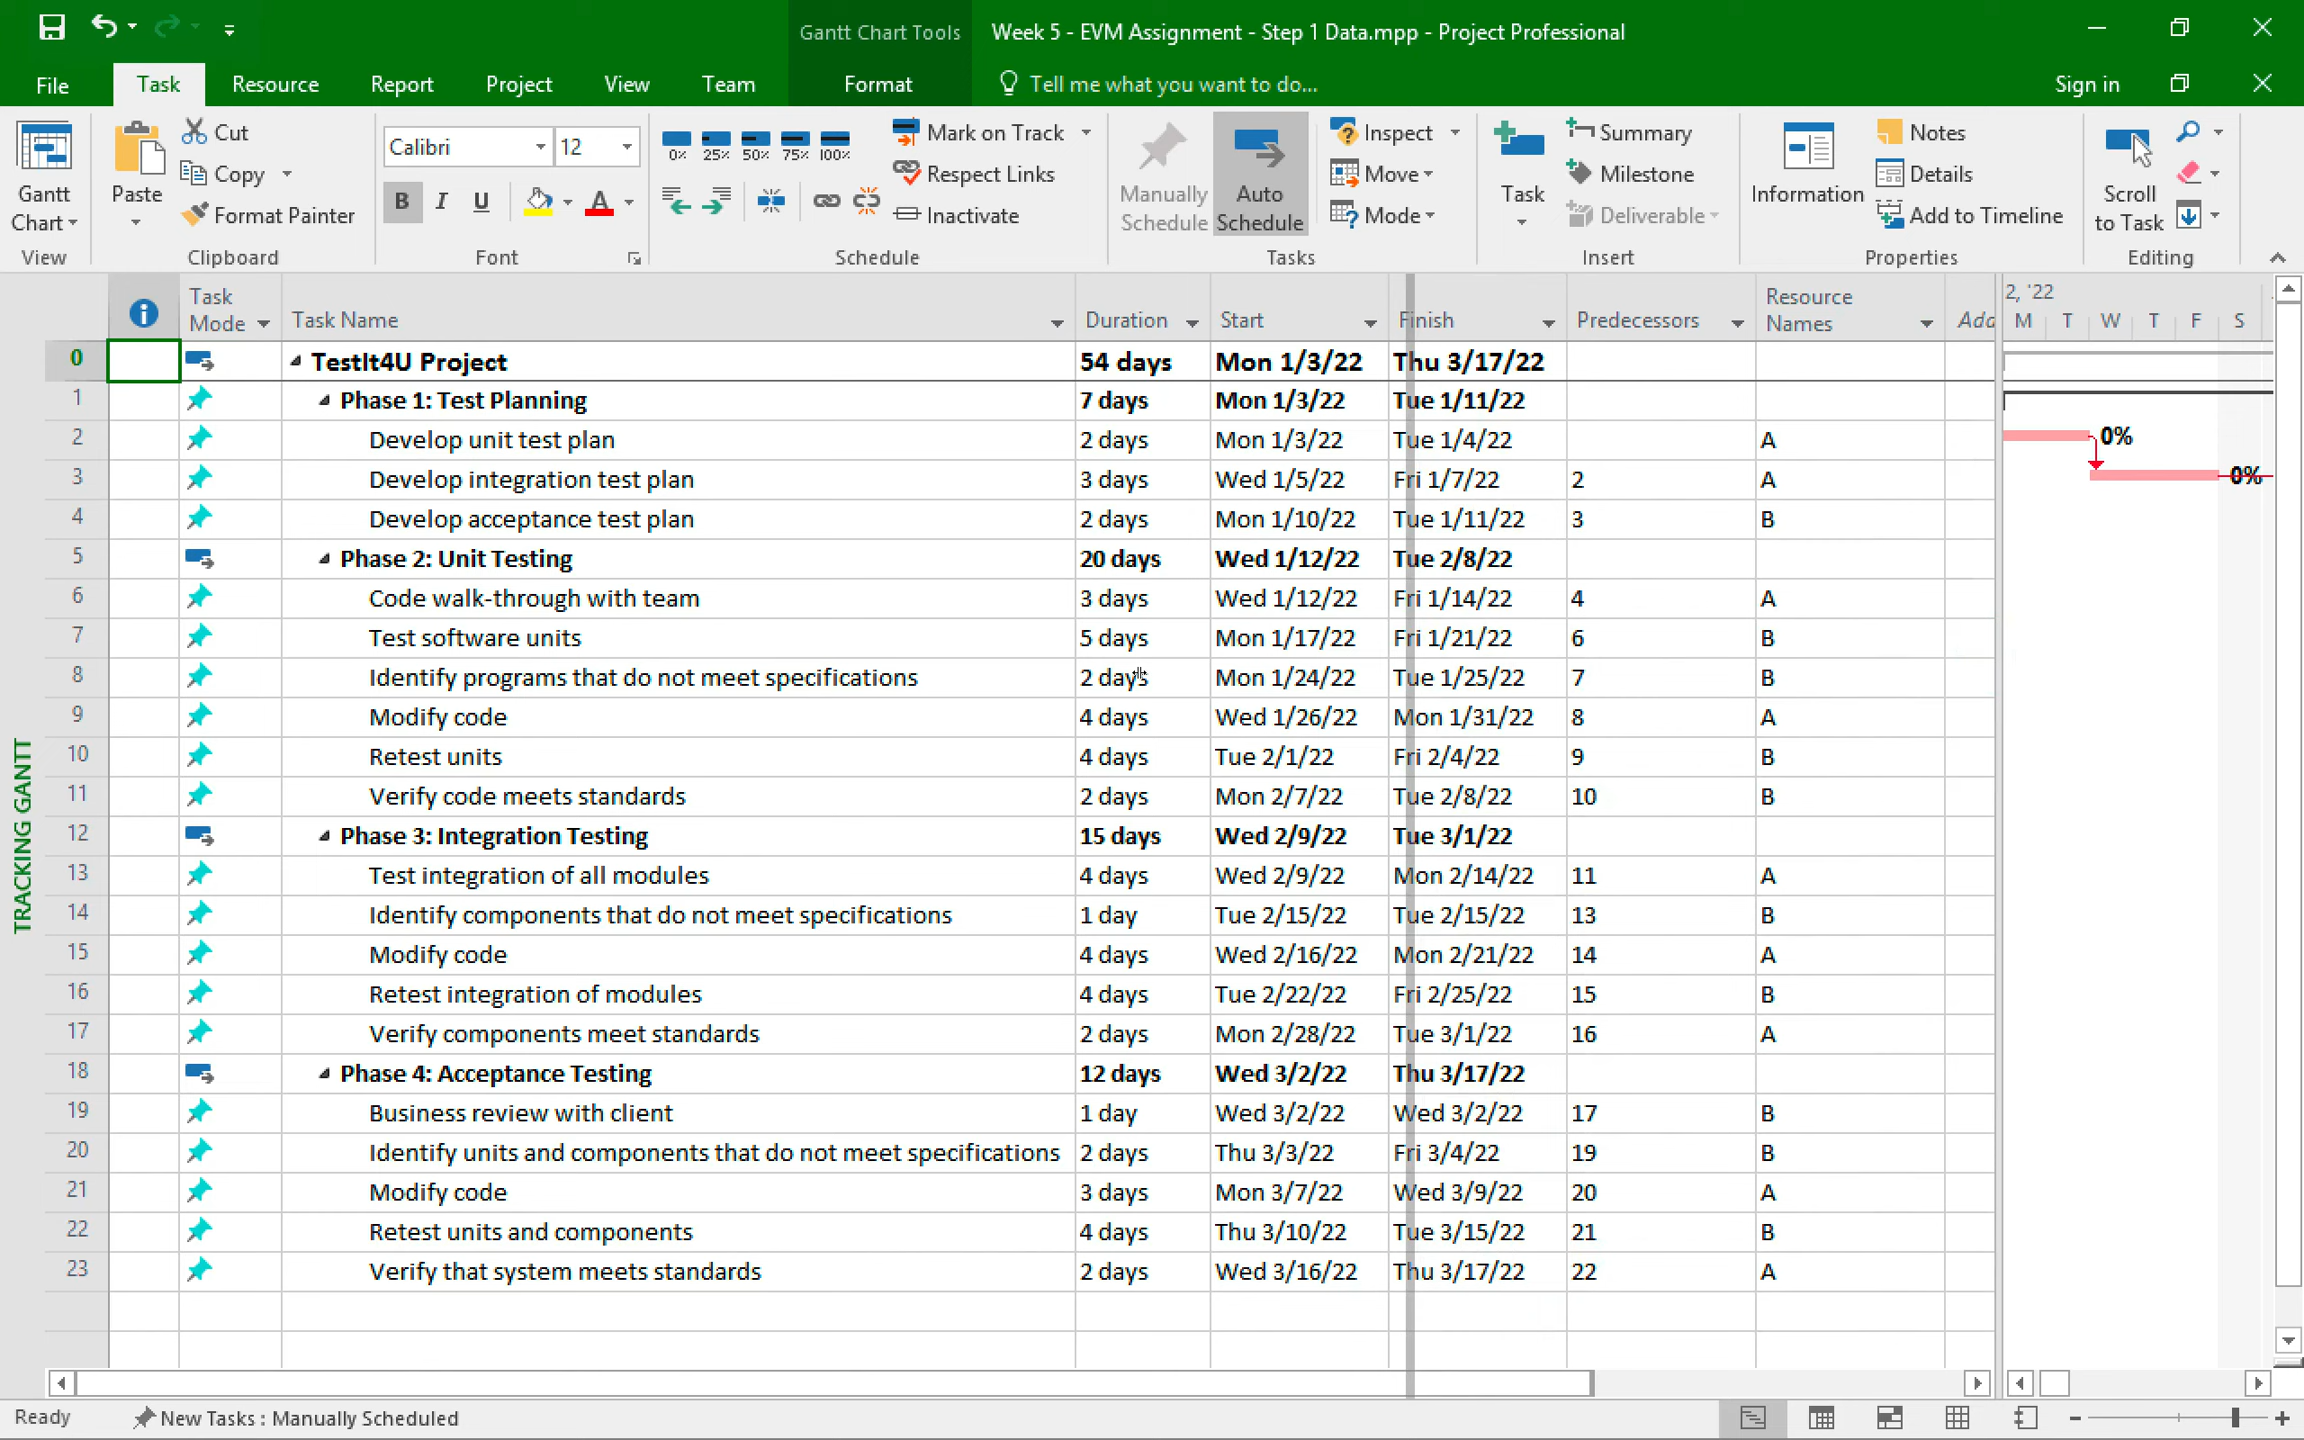 Gantt Chart Tools
Week 5 - EVM Assignment - Step 1 Data.mpp - Project Professional
File Task Resource Report Project View Team Format Tell me what you want to do... Sign in
Gantt Chart
View
Paste
Cut
Copy
Format Painter
Clipboard
Calibri 12
B I U A
Font
0% 25% 50% 75% 100%
Mark on Track
Respect Links
Inactivate
Schedule
Manually Schedule
Auto Schedule
Inspect
Move
Mode
Tasks
Task
Summary
Milestone
Deliverable
Insert
Information
Notes
Details
Add to Timeline
Properties
Scroll to Task
Editing
Task Mode Task Name Duration Start Finish Predecessors Resource Names Add
2, '22
M T W T F S
0 TestIt4U Project 54 days Mon 1/3/22 Thu 3/17/22
1 Phase 1: Test Planning 7 days Mon 1/3/22 Tue 1/11/22
2 Develop unit test plan 2 days Mon 1/3/22 Tue 1/4/22 A 0%
3 Develop integration test plan 3 days Wed 1/5/22 Fri 1/7/22 2 A 0%
4 Develop acceptance test plan 2 days Mon 1/10/22 Tue 1/11/22 3 B
5 Phase 2: Unit Testing 20 days Wed 1/12/22 Tue 2/8/22
6 Code walk-through with team 3 days Wed 1/12/22 Fri 1/14/22 4 A
7 Test software units 5 days Mon 1/17/22 Fri 1/21/22 6 B
8 Identify programs that do not meet specifications 2 days Mon 1/24/22 Tue 1/25/22 7 B
9 Modify code 4 days Wed 1/26/22 Mon 1/31/22 8 A
10 Retest units 4 days Tue 2/1/22 Fri 2/4/22 9 B
11 Verify code meets standards 2 days Mon 2/7/22 Tue 2/8/22 10 B
12 Phase 3: Integration Testing 15 days Wed 2/9/22 Tue 3/1/22
13 Test integration of all modules 4 days Wed 2/9/22 Mon 2/14/22 11 A
14 Identify components that do not meet specifications 1 day Tue 2/15/22 Tue 2/15/22 13 B
15 Modify code 4 days Wed 2/16/22 Mon 2/21/22 14 A
16 Retest integration of modules 4 days Tue 2/22/22 Fri 2/25/22 15 B
17 Verify components meet standards 2 days Mon 2/28/22 Tue 3/1/22 16 A
18 Phase 4: Acceptance Testing 12 days Wed 3/2/22 Thu 3/17/22
19 Business review with client 1 day Wed 3/2/22 Wed 3/2/22 17 B
20 Identify units and components that do not meet specifications 2 days Thu 3/3/22 Fri 3/4/22 19 B
21 Modify code 3 days Mon 3/7/22 Wed 3/9/22 20 A
22 Retest units and components 4 days Thu 3/10/22 Tue 3/15/22 21 B
23 Verify that system meets standards 2 days Wed 3/16/22 Thu 3/17/22 22 A
TRACKING GANTT
Ready New Tasks : Manually Scheduled